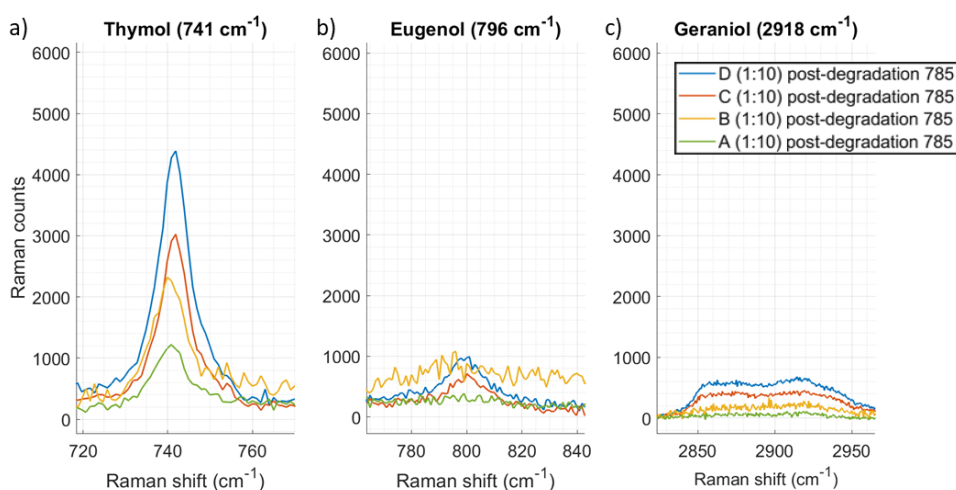 a) Thymol (741 cm⁻¹)
6000
5000
4000
3000
2000
1000
0
720 740 760
Raman shift (cm⁻¹)
Raman counts
b) Eugenol (796 cm⁻¹)
6000
5000
4000
3000
2000
1000
0
780 800 820 840
Raman shift (cm⁻¹)
c) Geraniol (2918 cm⁻¹)
D (1:10) post-degradation 785
C (1:10) post-degradation 785
B (1:10) post-degradation 785
A (1:10) post-degradation 785
6000
5000
4000
3000
2000
1000
0
2850 2900 2950
Raman shift (cm⁻¹)